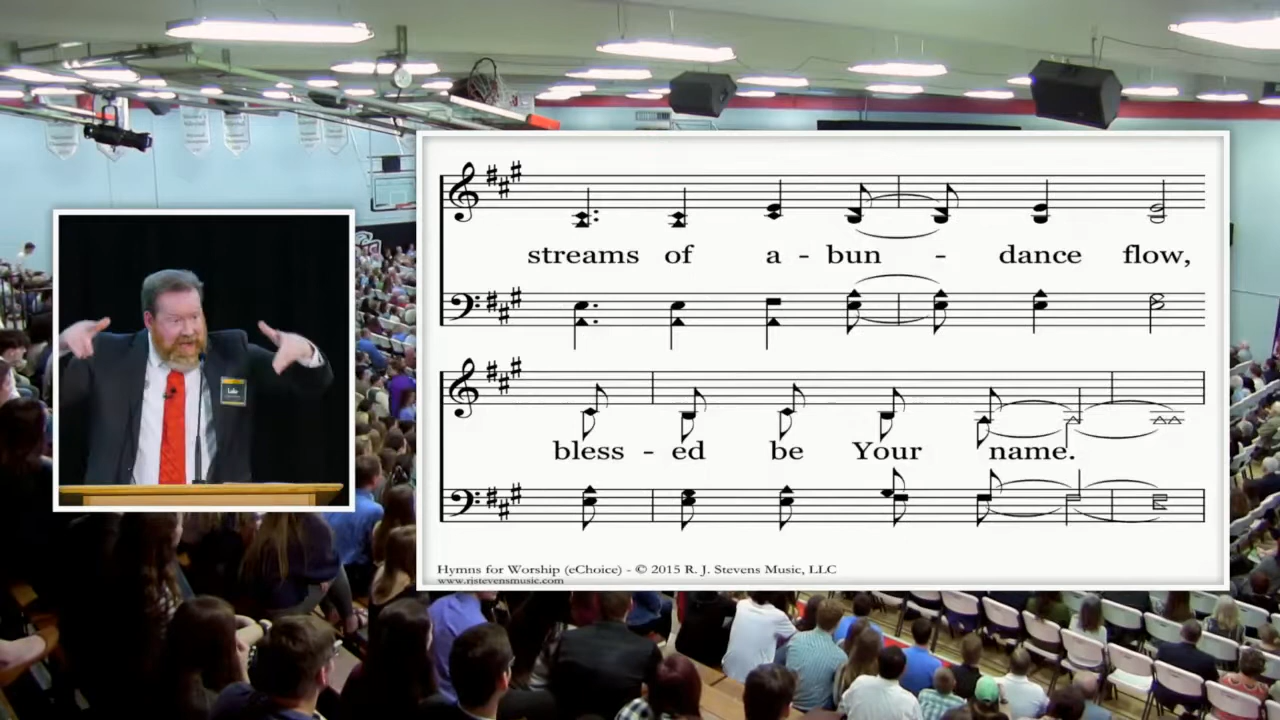 streams of a - bun - dance flow,
bless - ed be Your name.
Hymns for Worship (eChoice) - © 2015 R. J. Stevens Music, LLC
www.rjstevensmusic.com